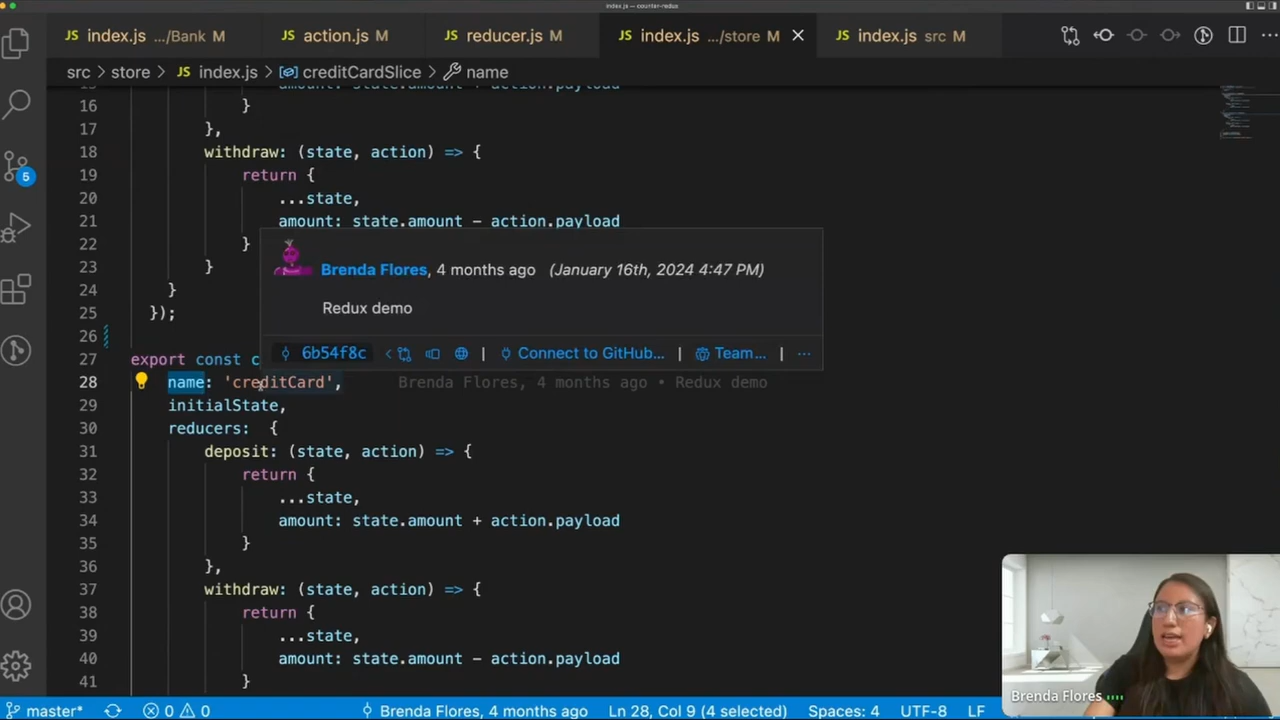 index.js — counter-redux
JS index.js .../Bank M
JS action.js M
JS reducer.js M
JS index.js .../store M
JS index.js src M
src > store > JS index.js > creditCardSlice > name
16 }
17 },
18 withdraw: (state, action) => {
19 return {
20 ...state,
21 amount: state.amount - action.payload
22 }
23 }
24 }
25 });
26
27 export const c
Brenda Flores, 4 months ago (January 16th, 2024 4:47 PM)
Redux demo
6b54f8c | Connect to GitHub... | Team... | ...
28 name: 'creditCard', Brenda Flores, 4 months ago • Redux demo
29 initialState,
30 reducers: {
31 deposit: (state, action) => {
32 return {
33 ...state,
34 amount: state.amount + action.payload
35 }
36 },
37 withdraw: (state, action) => {
38 return {
39 ...state,
40 amount: state.amount - action.payload
41 }
5
Brenda Flores
master* 0 0 Brenda Flores, 4 months ago Ln 28, Col 9 (4 selected) Spaces: 4 UTF-8 LF